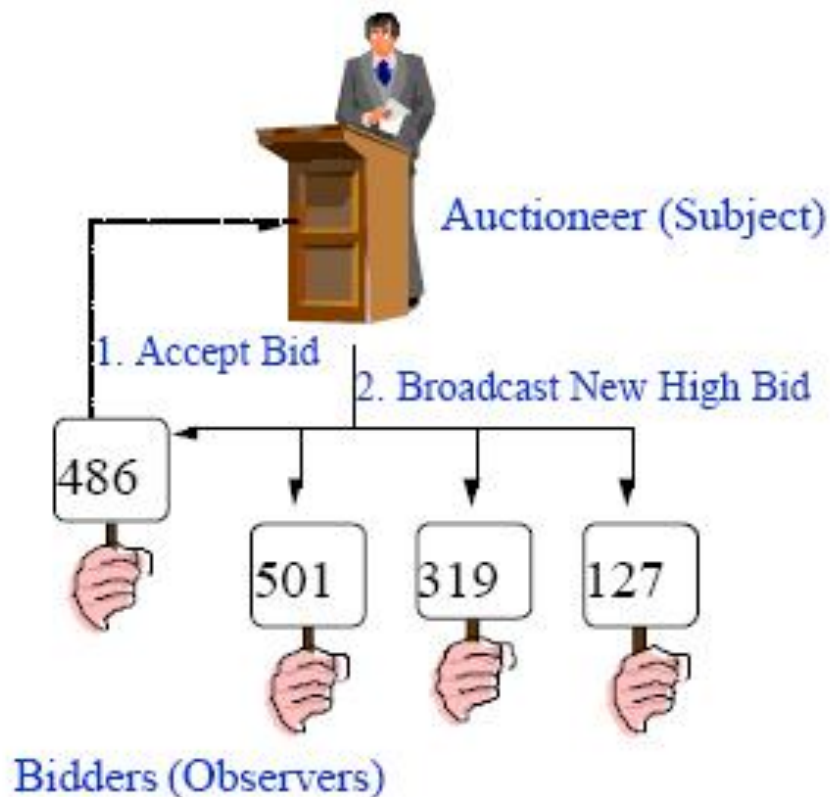 Auctioneer (Subject)
1. Accept Bid
2. Broadcast New High Bid
486
501
319
127
Bidders (Observers)